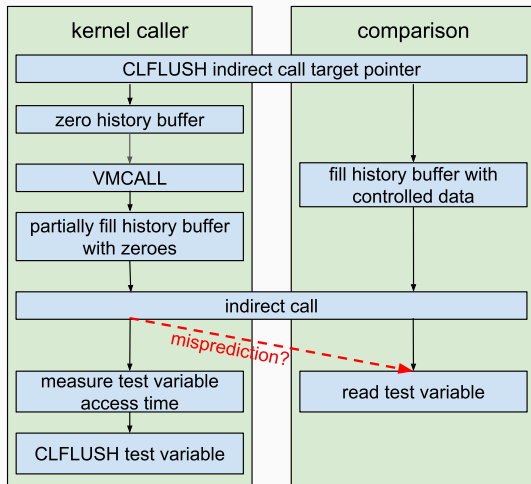 kernel caller
comparison
CLFLUSH indirect call target pointer
zero history buffer
VMCALL
fill history buffer with
controlled data
partially fill history buffer
with zeroes
indirect call
misprediction?
measure test variable
access time
read test variable
CLFLUSH test variable